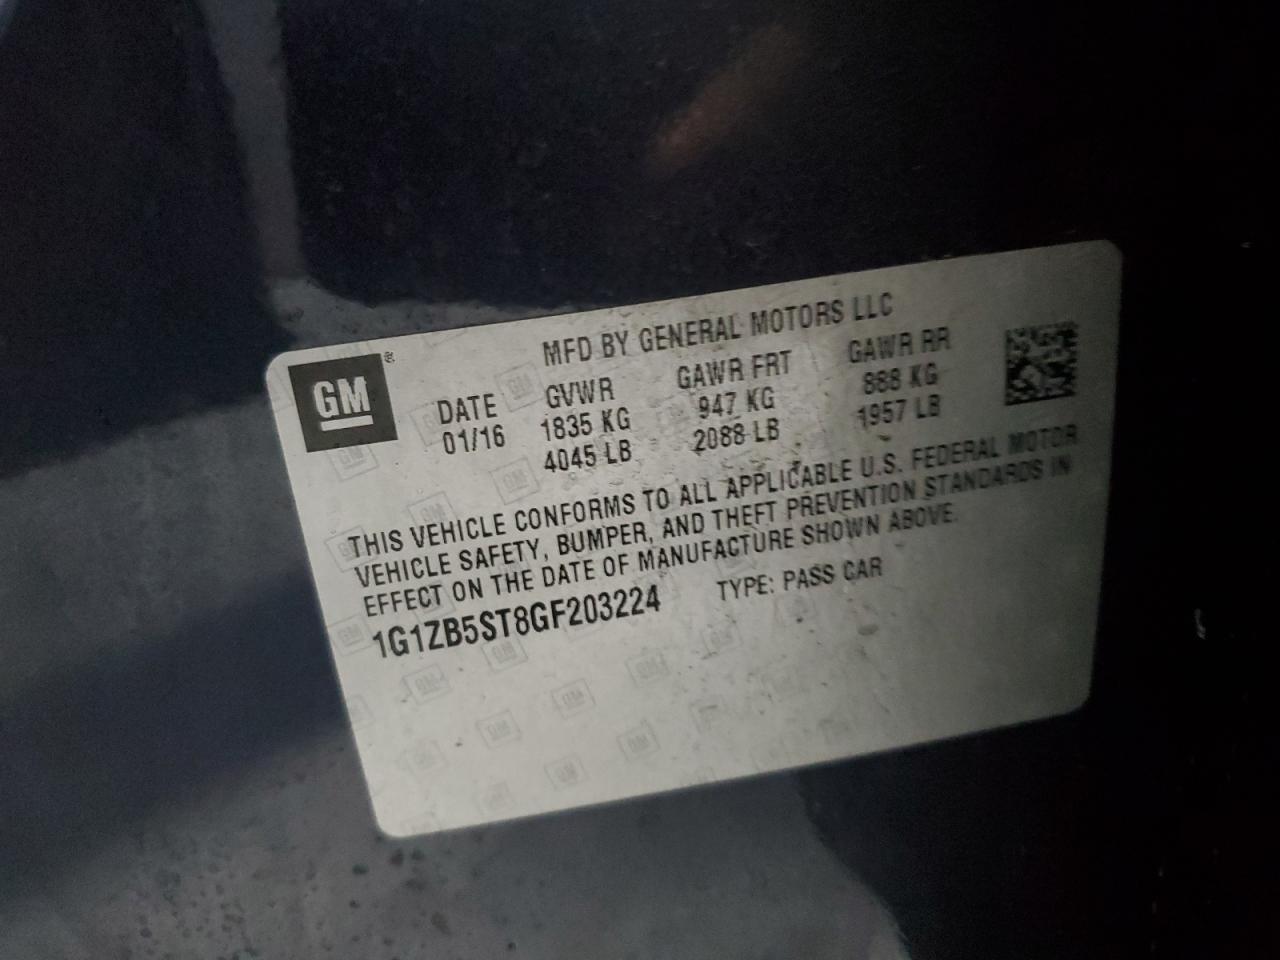 MFD BY GENERAL MOTORS LLC
GM®
DATE GVWR GAWR FRT GAWR RR
01/16 1835 KG 947 KG 888 KG
4045 LB 2088 LB 1957 LB
THIS VEHICLE CONFORMS TO ALL APPLICABLE U.S. FEDERAL MOTOR
VEHICLE SAFETY, BUMPER, AND THEFT PREVENTION STANDARDS IN
EFFECT ON THE DATE OF MANUFACTURE SHOWN ABOVE.
1G1ZB5ST8GF203224 TYPE: PASS CAR